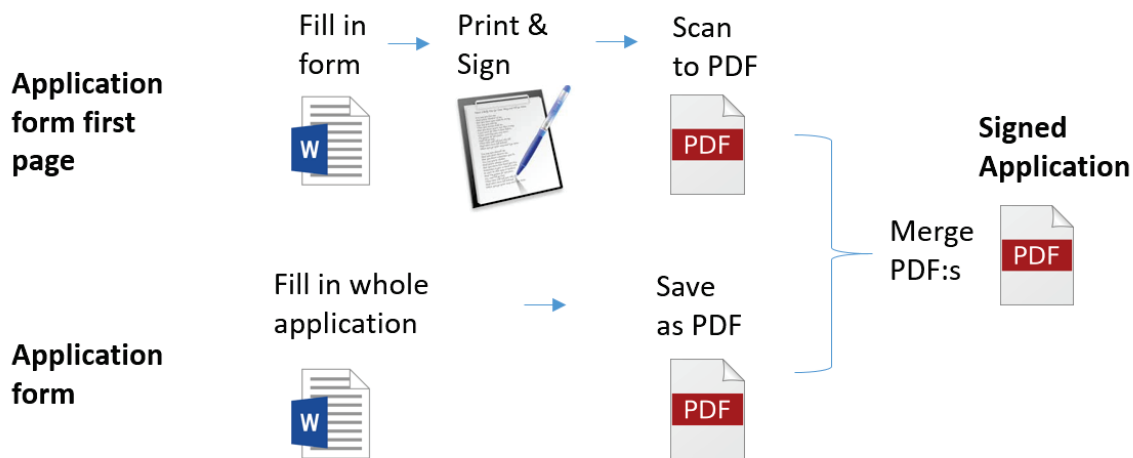 Application
form first
page
Fill in
form
W
Print &
Sign
Scan
to PDF
PDF
Signed
Application
PDF
Merge
PDF:s
Application
form
Fill in whole
application
W
Save
as PDF
PDF